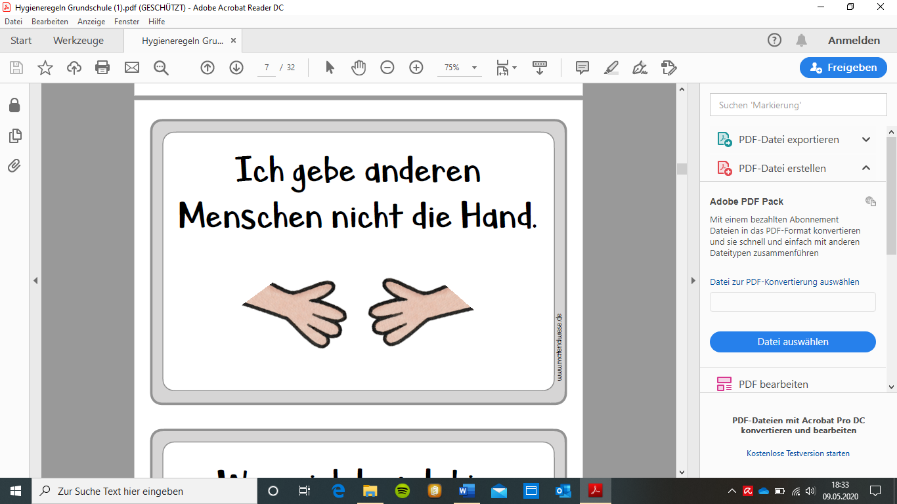 Hygieneregeln Grundschule (1).pdf (GESCHÜTZT) - Adobe Acrobat Reader DC
Datei Bearbeiten Anzeige Fenster Hilfe
Start Werkzeuge Hygieneregeln Gru... × Anmelden
7 / 32 75% Freigeben
Ich gebe anderen
Menschen nicht die Hand.
Suchen 'Markierung'
PDF-Datei exportieren
PDF-Datei erstellen
Adobe PDF Pack
Mit einem bezahlten Abonnement
Dateien in das PDF-Format konvertieren
und sie schnell und einfach mit anderen
Dateitypen zusammenführen
Datei zur PDF-Konvertierung auswählen
Datei auswählen
PDF bearbeiten
PDF-Dateien mit Acrobat Pro DC
konvertieren und bearbeiten
Kostenlose Testversion starten
Zur Suche Text hier eingeben
18:33
09.05.2020